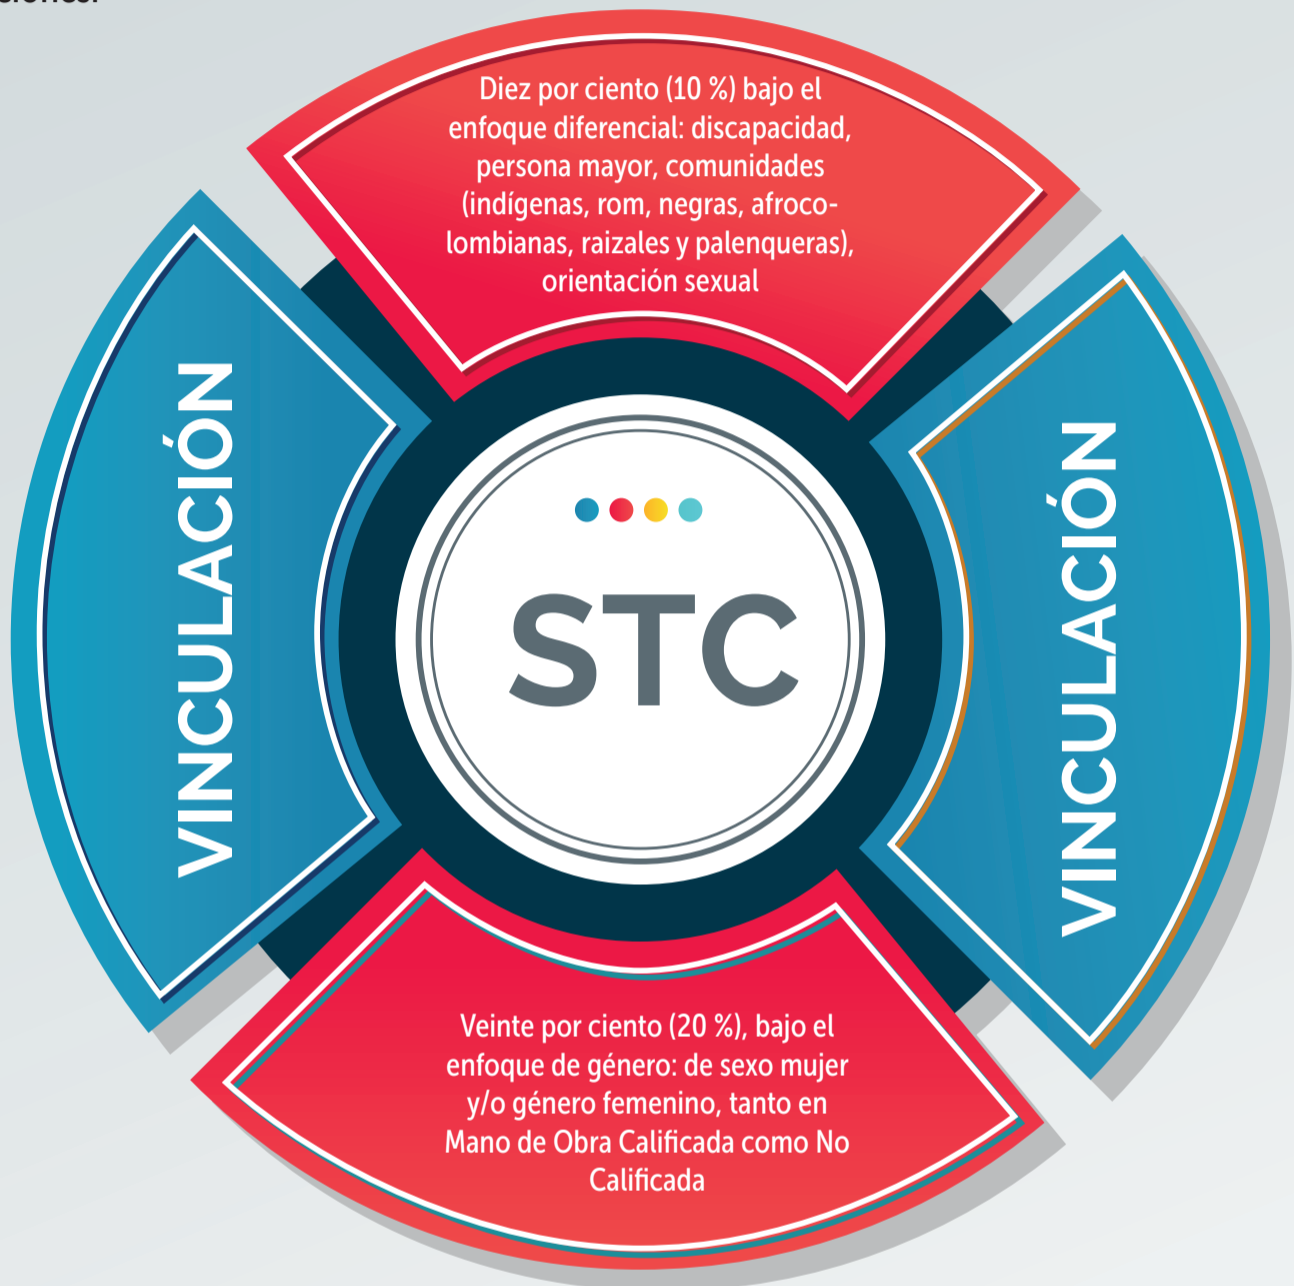 ciones.
Diez por ciento (10 %) bajo el
enfoque diferencial: discapacidad,
persona mayor, comunidades
(indígenas, rom, negras, afroco-
lombianas, raizales y palenqueras),
orientación sexual
VINCULACIÓN
STC
VINCULACIÓN
Veinte por ciento (20 %), bajo el
enfoque de género: de sexo mujer
y/o género femenino, tanto en
Mano de Obra Calificada como No
Calificada